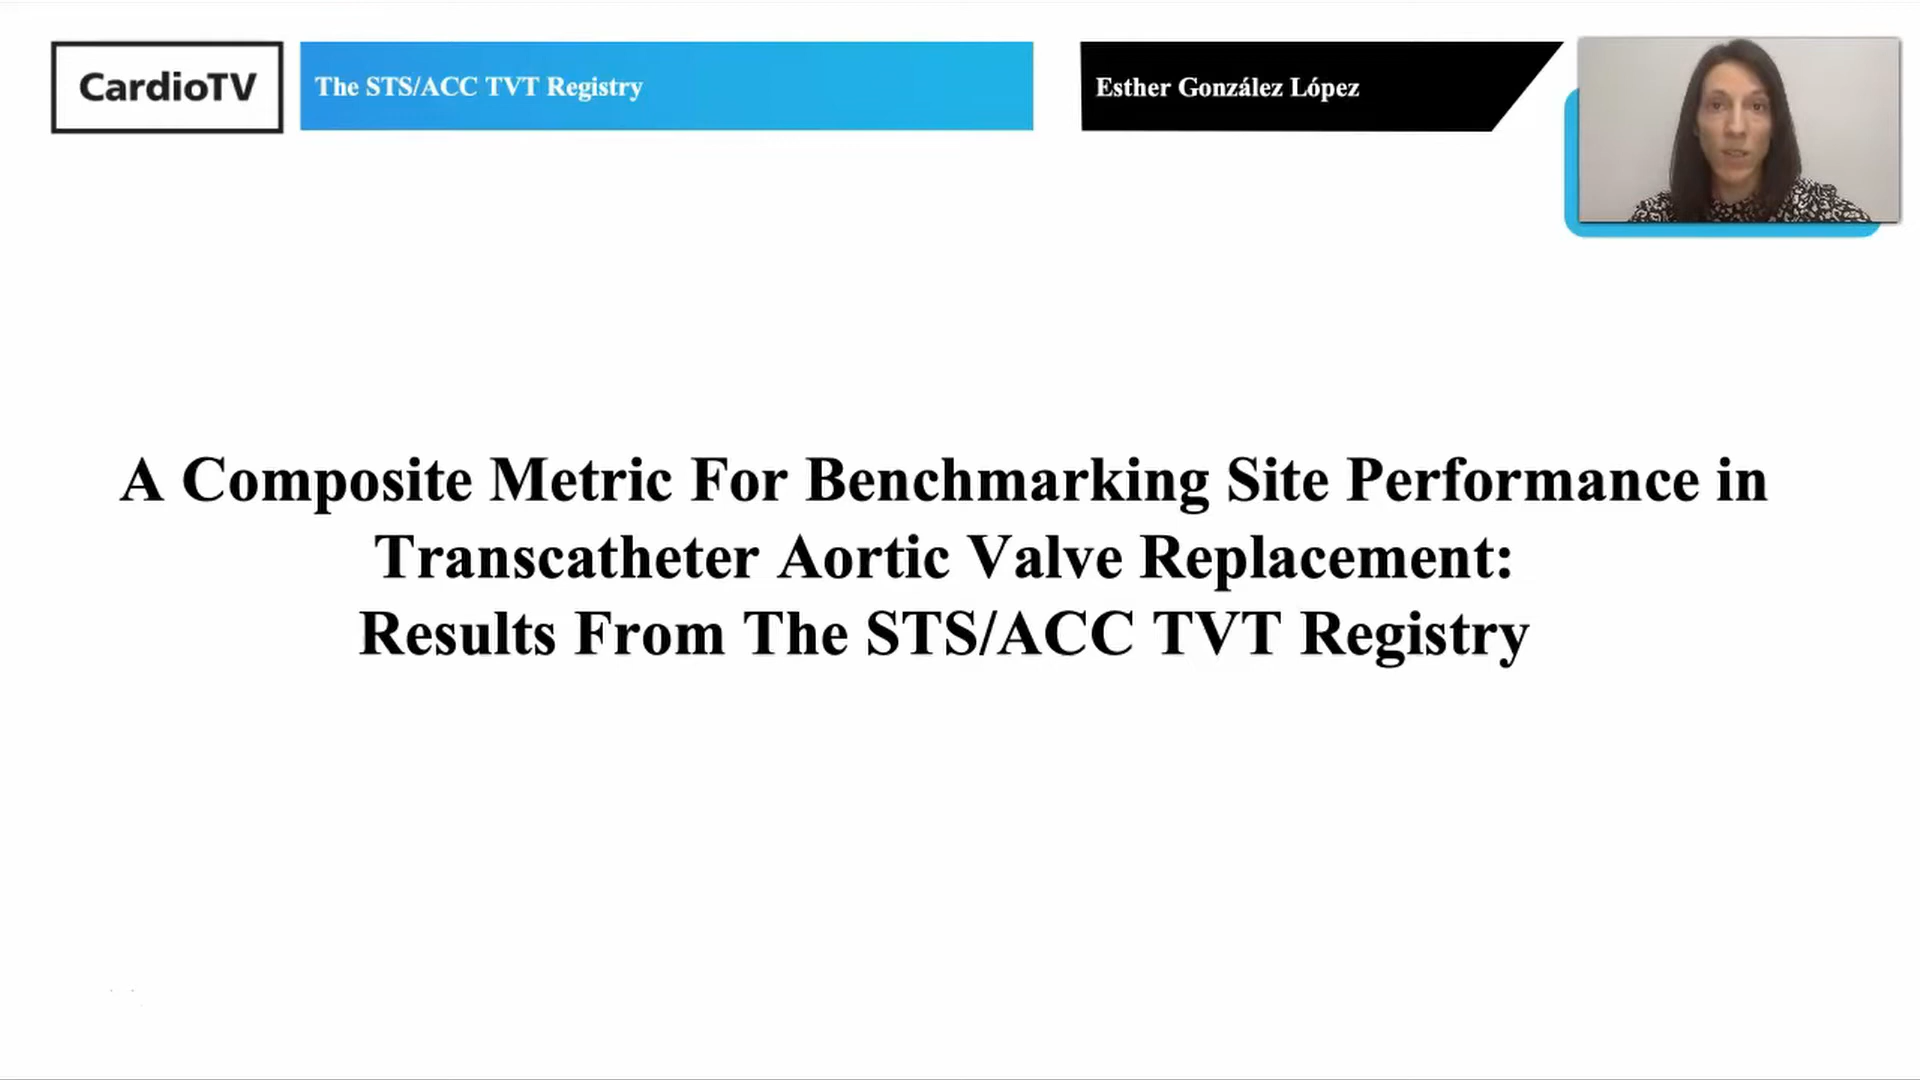 CardioTV
The STS/ACC TVT Registry
Esther González López
A Composite Metric For Benchmarking Site Performance in
Transcatheter Aortic Valve Replacement:
Results From The STS/ACC TVT Registry